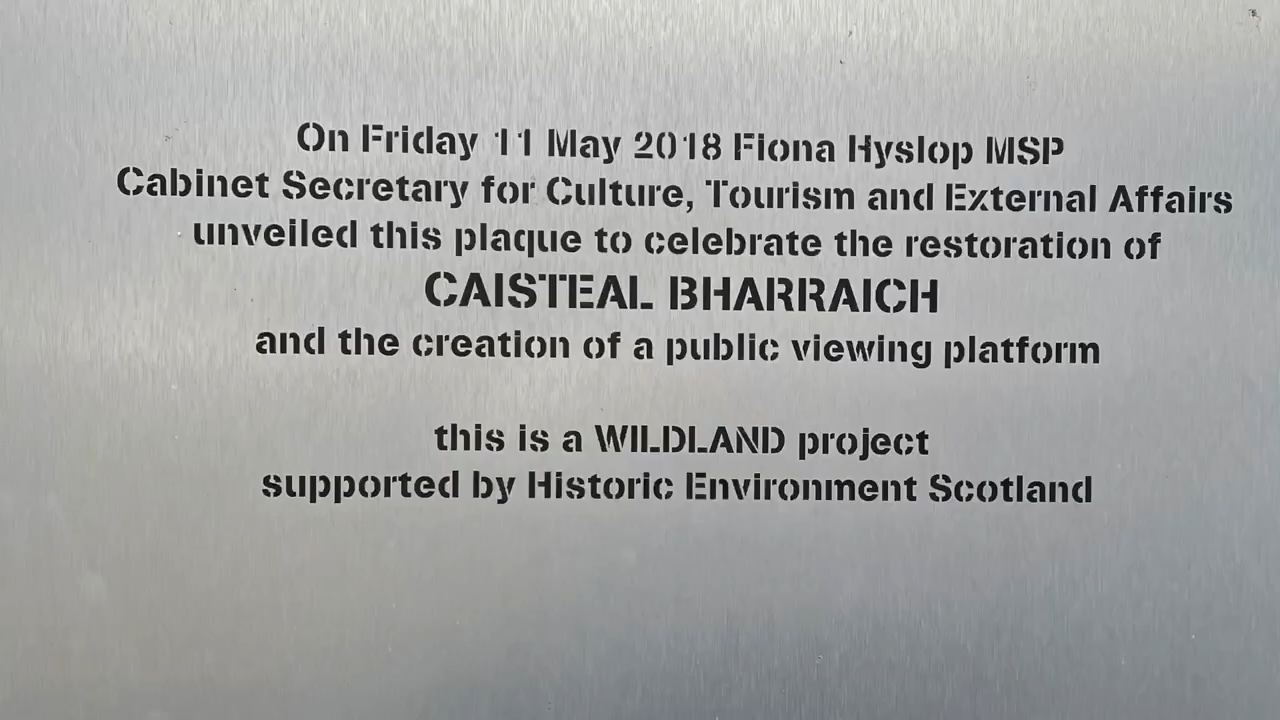 On Friday 11 May 2018 Fiona Hyslop MSP
Cabinet Secretary for Culture, Tourism and External Affairs
unveiled this plaque to celebrate the restoration of
CAISTEAL BHARRAICH
and the creation of a public viewing platform
this is a WILDLAND project
supported by Historic Environment Scotland